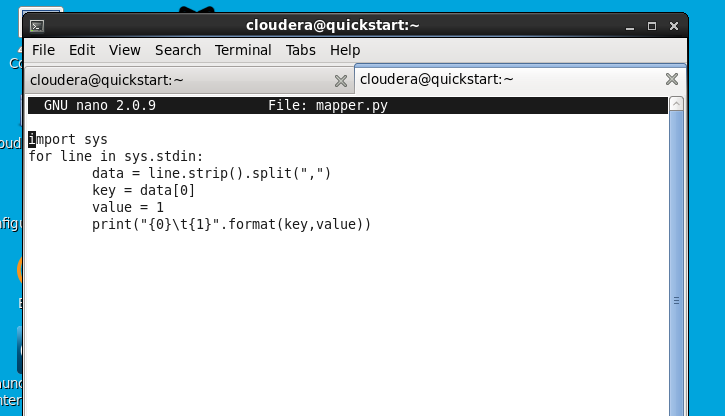 cloudera@quickstart:~
File Edit View Search Terminal Tabs Help
cloudera@quickstart:~ cloudera@quickstart:~
GNU nano 2.0.9 File: mapper.py
import sys
for line in sys.stdin:
        data = line.strip().split(",")
        key = data[0]
        value = 1
        print("{0}\t{1}".format(key,value))